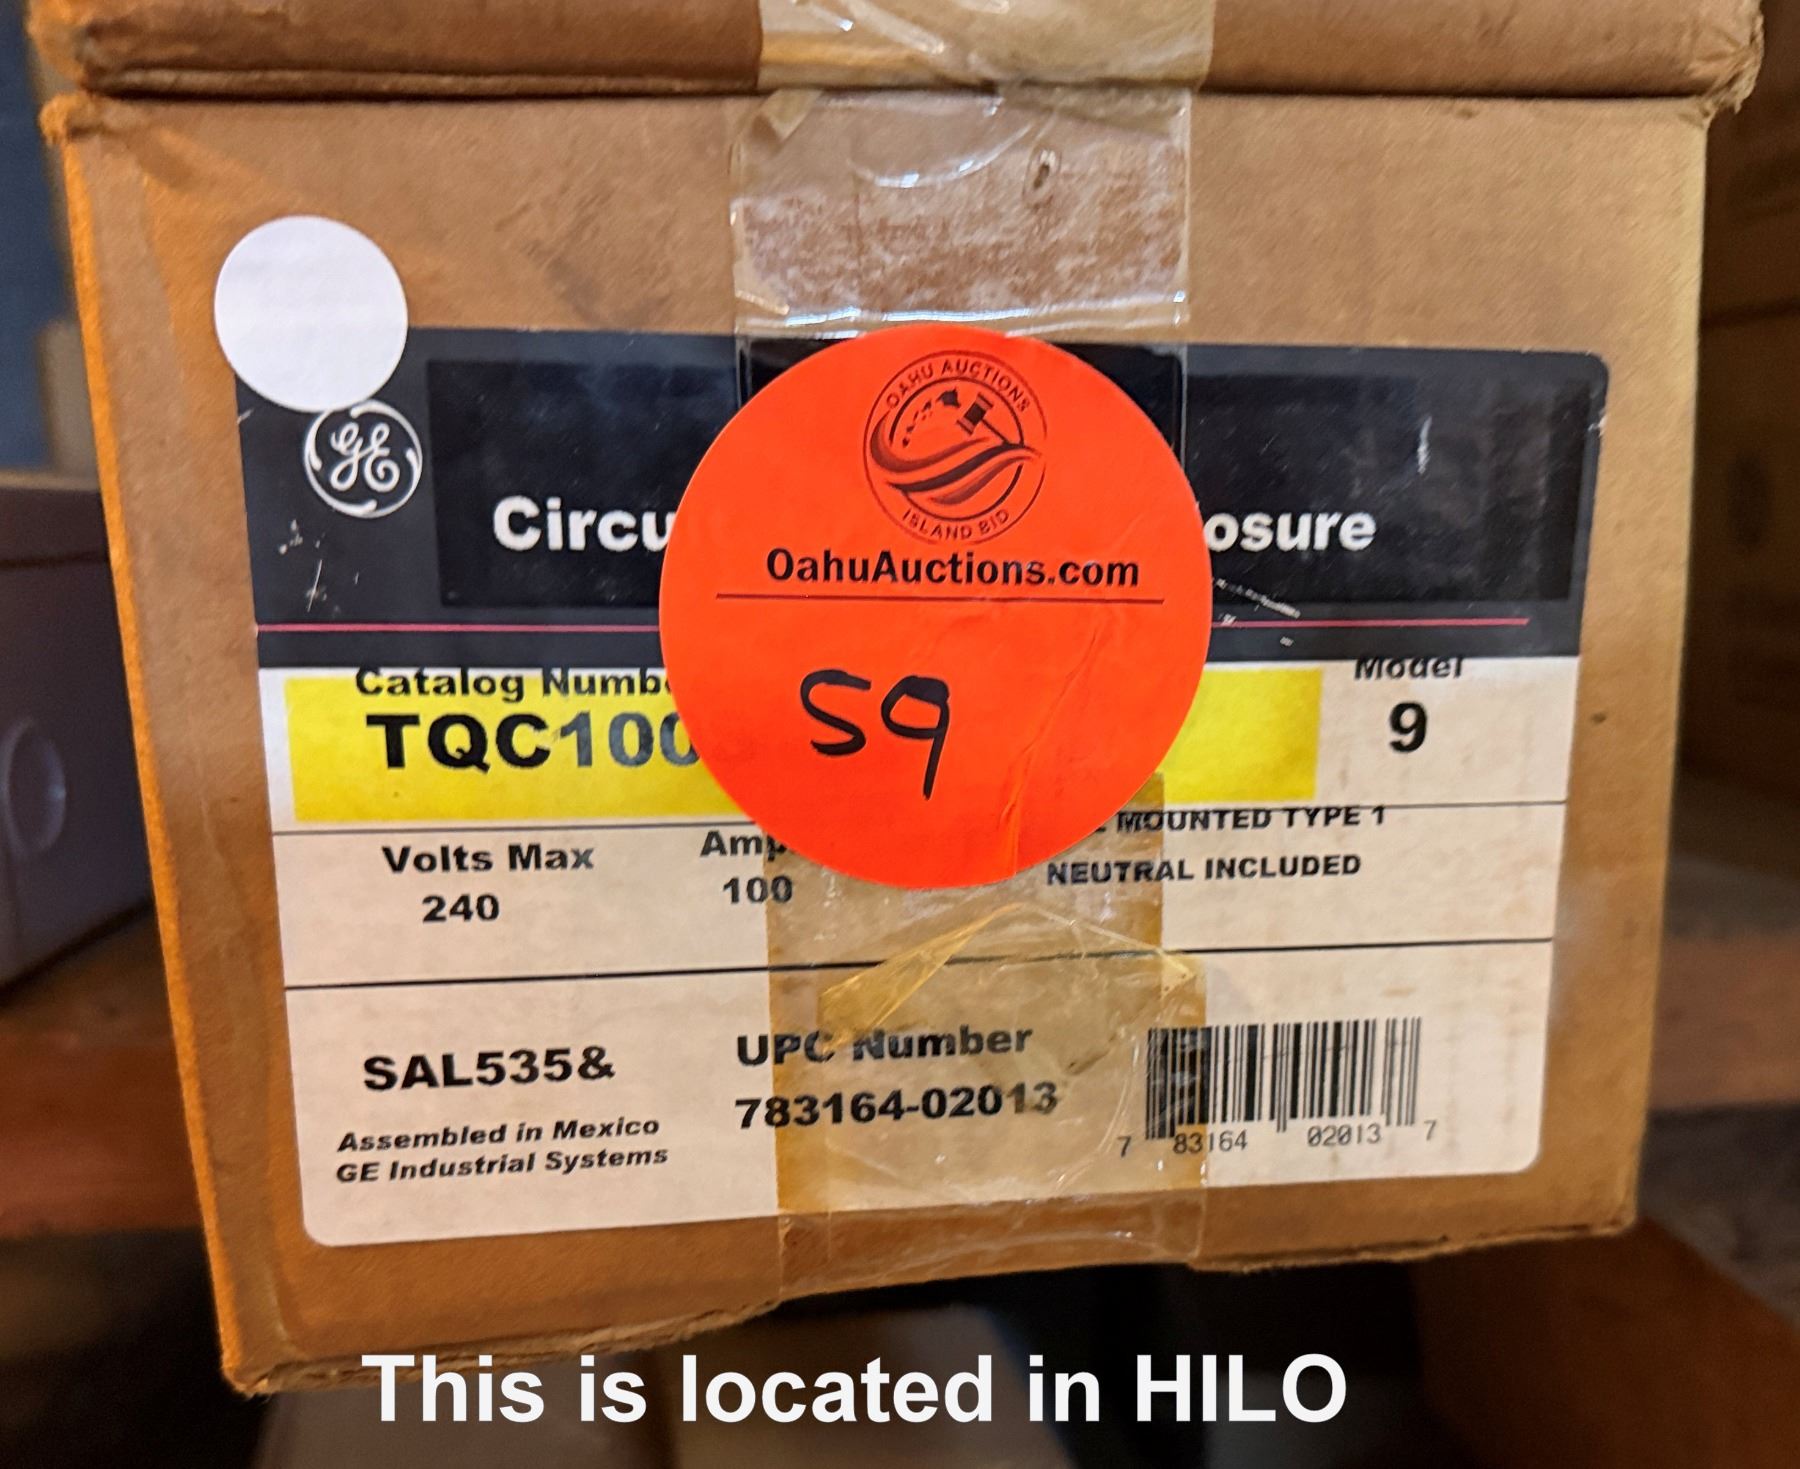 OAHU AUCTIONS
ISLAND BID
OahuAuctions.com
59
GE
Circu
osure
Catalog Numb
TQC100
Model
9
Volts Max
240
Amp
100
MOUNTED TYPE 1
NEUTRAL INCLUDED
SAL535&
UPC Number
783164-02013
Assembled in Mexico
GE Industrial Systems
7 83164 02013 7
This is located in HILO